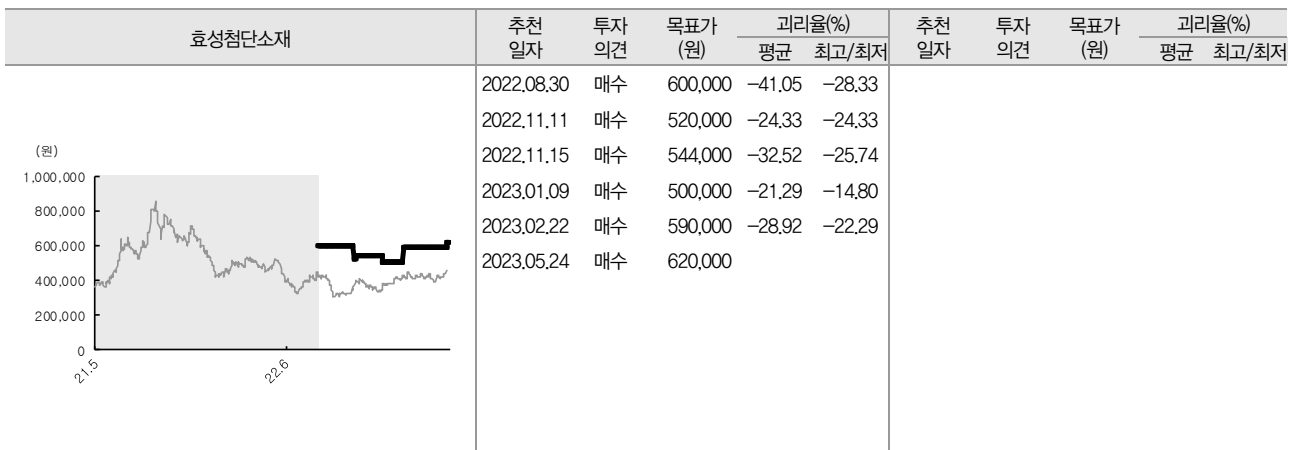 효성첨단소재
추천 투자 목표가 괴리율(%) 추천 투자 목표가 괴리율(%)
일자 의견 (원) 평균 최고/최저 일자 의견 (원) 평균 최고/최저
2022.08.30 매수 600,000 -41.05 -28.33
2022.11.11 매수 520,000 -24.33 -24.33
2022.11.15 매수 544,000 -32.52 -25.74
2023.01.09 매수 500,000 -21.29 -14.80
2023.02.22 매수 590,000 -28.92 -22.29
2023.05.24 매수 620,000
(원)
1,000,000
800,000
600,000
400,000
200,000
0
21.5 22.6